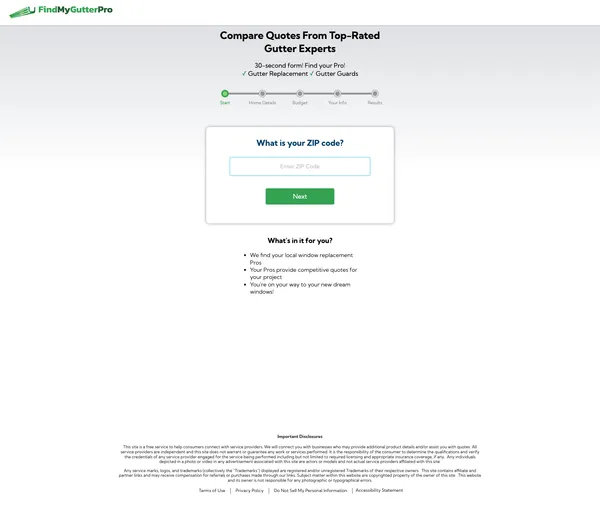 FindMyGutterPro
Compare Quotes From Top-Rated
Gutter Experts
30-second form! Find your Pro!
✓ Gutter Replacement ✓ Gutter Guards
Start
Home Details
Budget
Your Info
Results
What is your ZIP code?
Enter ZIP Code
Next
What's in it for you?
• We find your local window replacement
Pros
• Your Pros provide competitive quotes for
your project
• You're on your way to your new dream
windows!
Important Disclosures
This site is a free service to help consumers connect with service providers. We will connect you with businesses who may provide additional product details and/or assist you with quotes. All
service providers are independent and this site does not warrant or guarantee any work or services performed. It is the responsibility of the consumer to determine the qualifications and verify
the credentials of any service provider engaged for the service being performed including but not limited to required licensing and appropriate insurance coverage, if any. Any individuals
depicted in a photo or video in any advertisement associated with this site are actors or models and not actual service providers affiliated with this site.
Any service marks, logos, and trademarks (collectively the "Trademarks") displayed are registered and/or unregistered Trademarks of their respective owners. This site contains affiliate and
partner links and may receive compensation for referrals or purchases made through our links. Subject matter within this website are copyrighted property of the owner of this site. This website
and its owner is not responsible for any photographic or typographical errors.
Terms of Use | Privacy Policy | Do Not Sell My Personal Information | Accessibility Statement